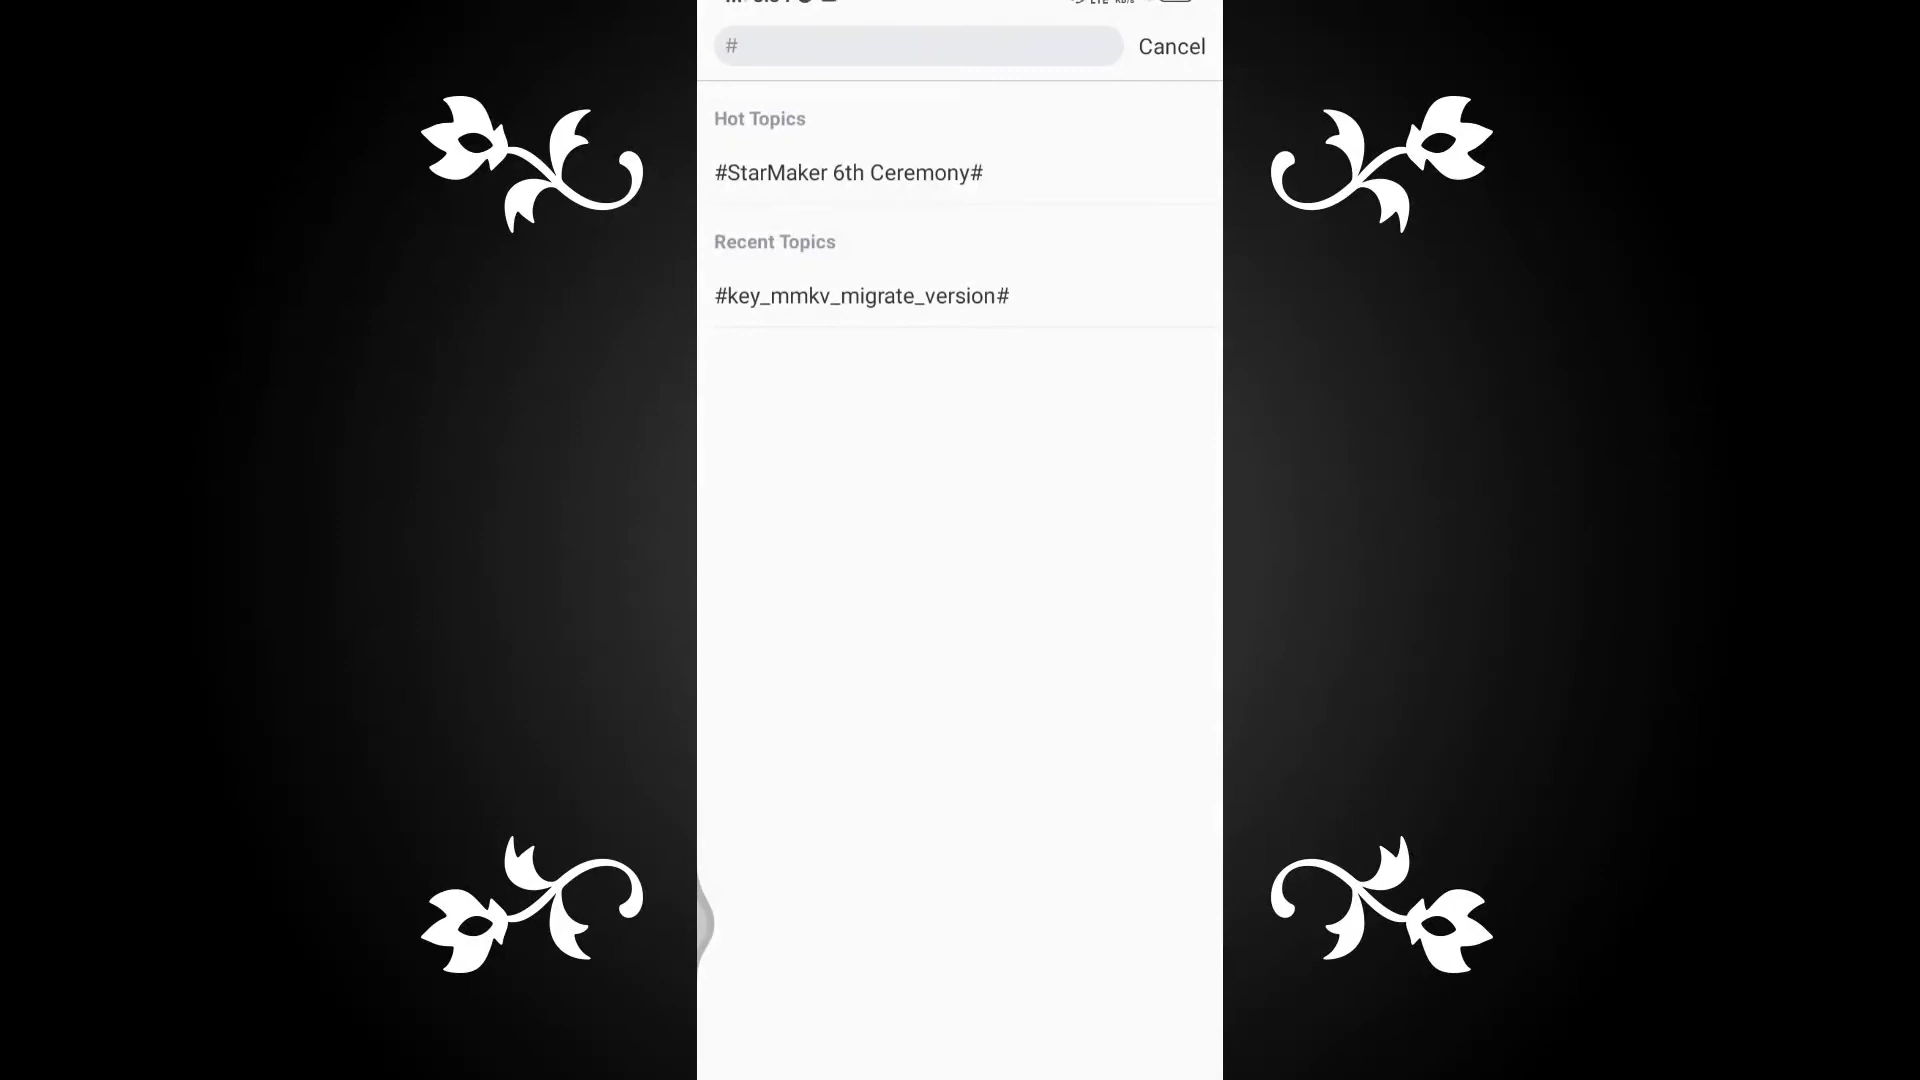 #
Cancel
Hot Topics
#StarMaker 6th Ceremony#
Recent Topics
#key_mmkv_migrate_version#